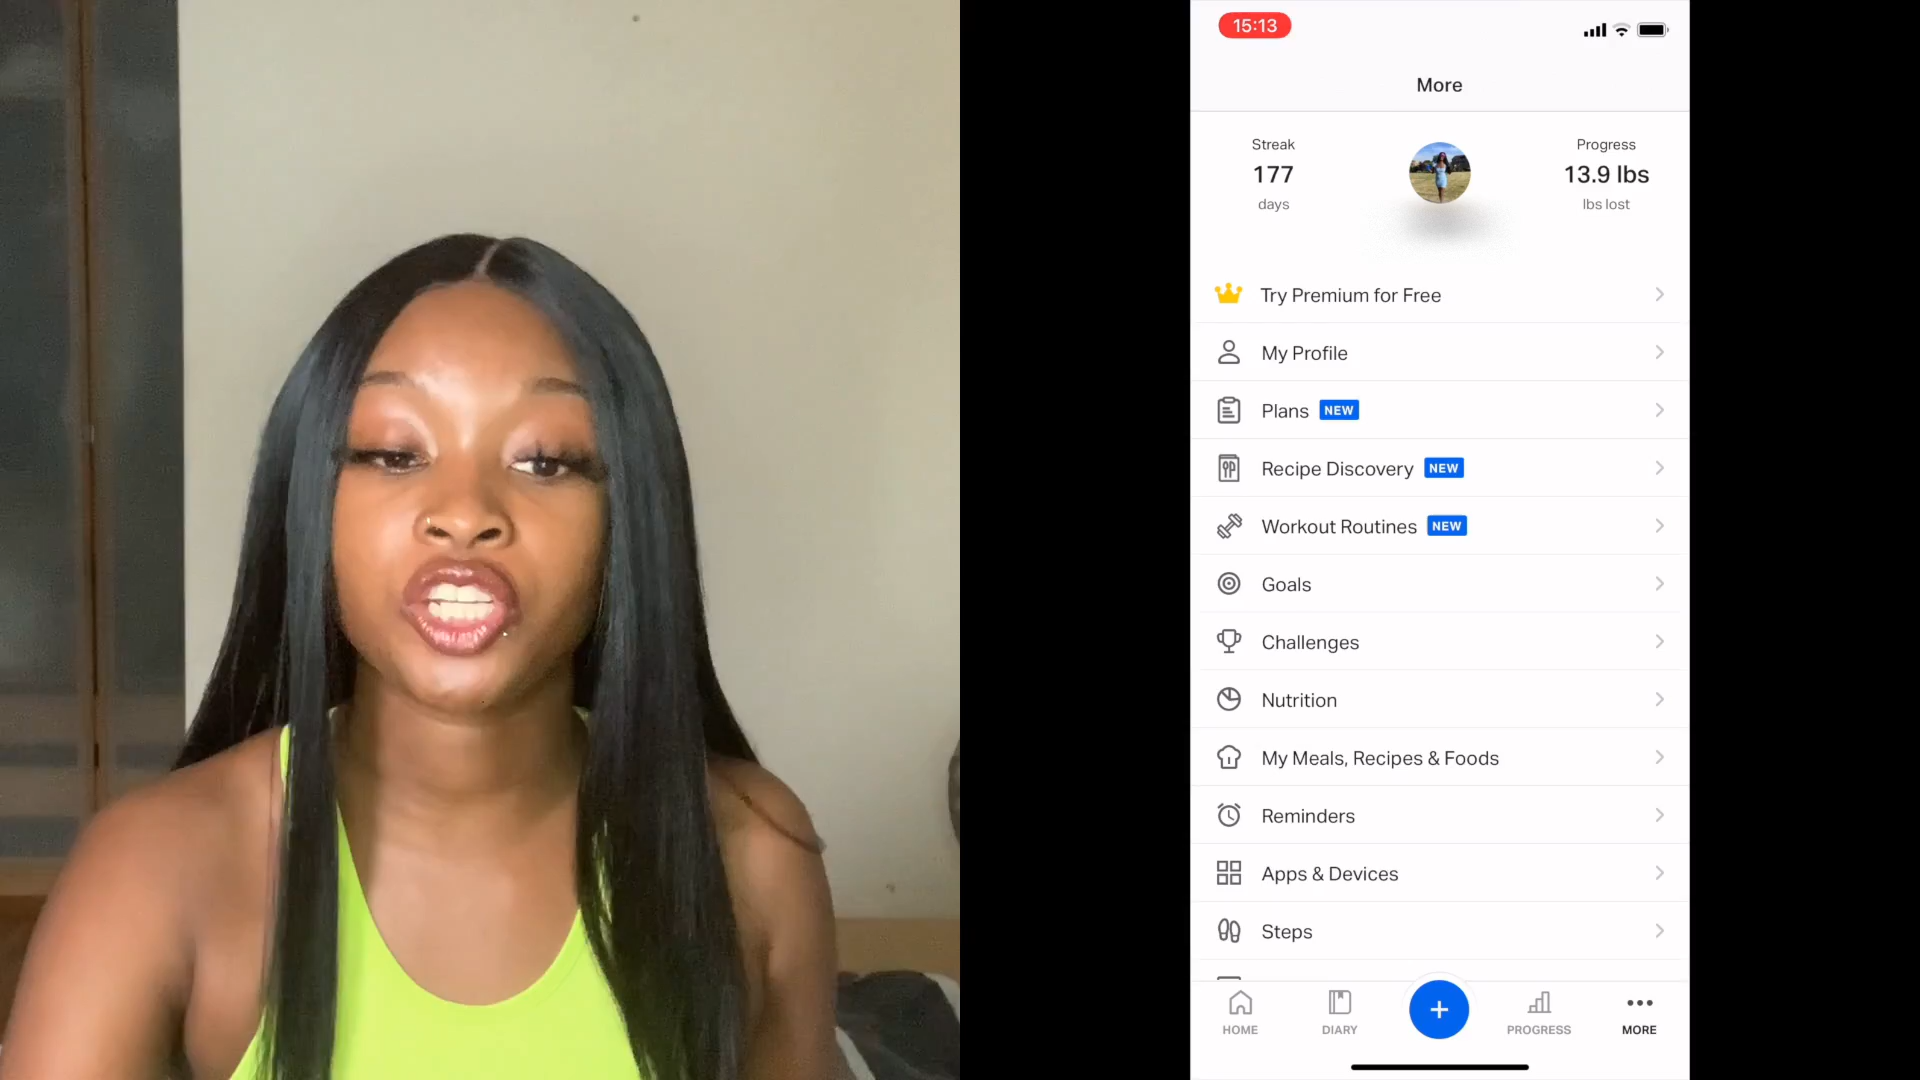 15:13
More
Streak
177
days
Progress
13.9 lbs
lbs lost
Try Premium for Free
My Profile
Plans NEW
Recipe Discovery NEW
Workout Routines NEW
Goals
Challenges
Nutrition
My Meals, Recipes & Foods
Reminders
Apps & Devices
Steps
HOME DIARY + PROGRESS MORE